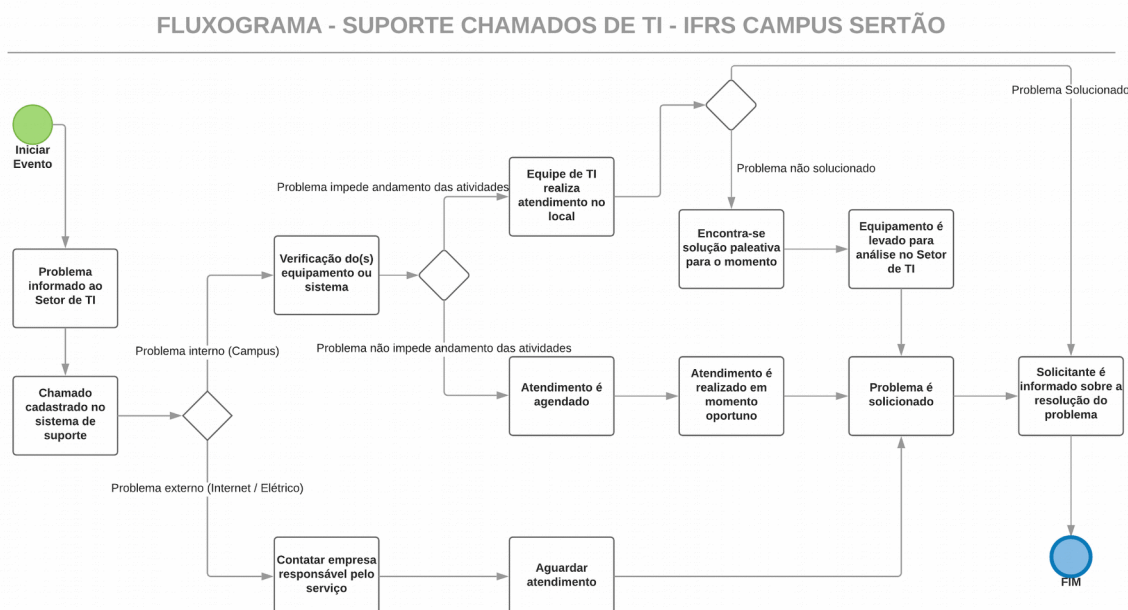 FLUXOGRAMA - SUPORTE CHAMADOS DE TI - IFRS CAMPUS SERTÃO
Iniciar
Evento
Problema
informado ao
Setor de TI
Chamado
cadastrado no
sistema de
suporte
Problema interno (Campus)
Problema externo (Internet / Elétrico)
Verificação do(s)
equipamento ou
sistema
Problema impede andamento das atividades
Problema não impede andamento das atividades
Equipe de TI
realiza
atendimento no
local
Problema Solucionado
Problema não solucionado
Encontra-se
solução paleativa
para o momento
Equipamento é
levado para
análise no Setor
de TI
Atendimento é
agendado
Atendimento é
realizado em
momento
oportuno
Problema é
solicionado
Solicitante é
informado sobre a
resolução do
problema
Contatar empresa
responsável pelo
serviço
Aguardar
atendimento
FIM